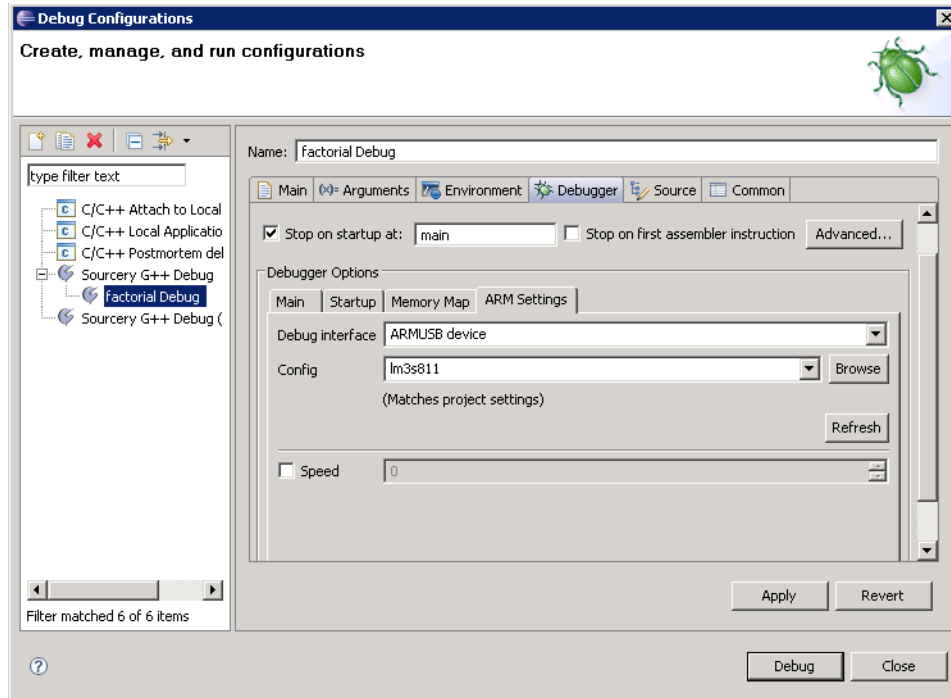 Debug Configurations
Create, manage, and run configurations
type filter text
C/C++ Attach to Local
C/C++ Local Applicatio
C/C++ Postmortem del
Sourcery G++ Debug
factorial Debug
Sourcery G++ Debug (
Filter matched 6 of 6 items
Name: factorial Debug
Main (x)= Arguments Environment Debugger Source Common
Stop on startup at: main Stop on first assembler instruction Advanced...
Debugger Options
Main Startup Memory Map ARM Settings
Debug interface ARMUSB device
Config lm3s811 Browse
(Matches project settings)
Refresh
Speed 0
Apply Revert
? Debug Close